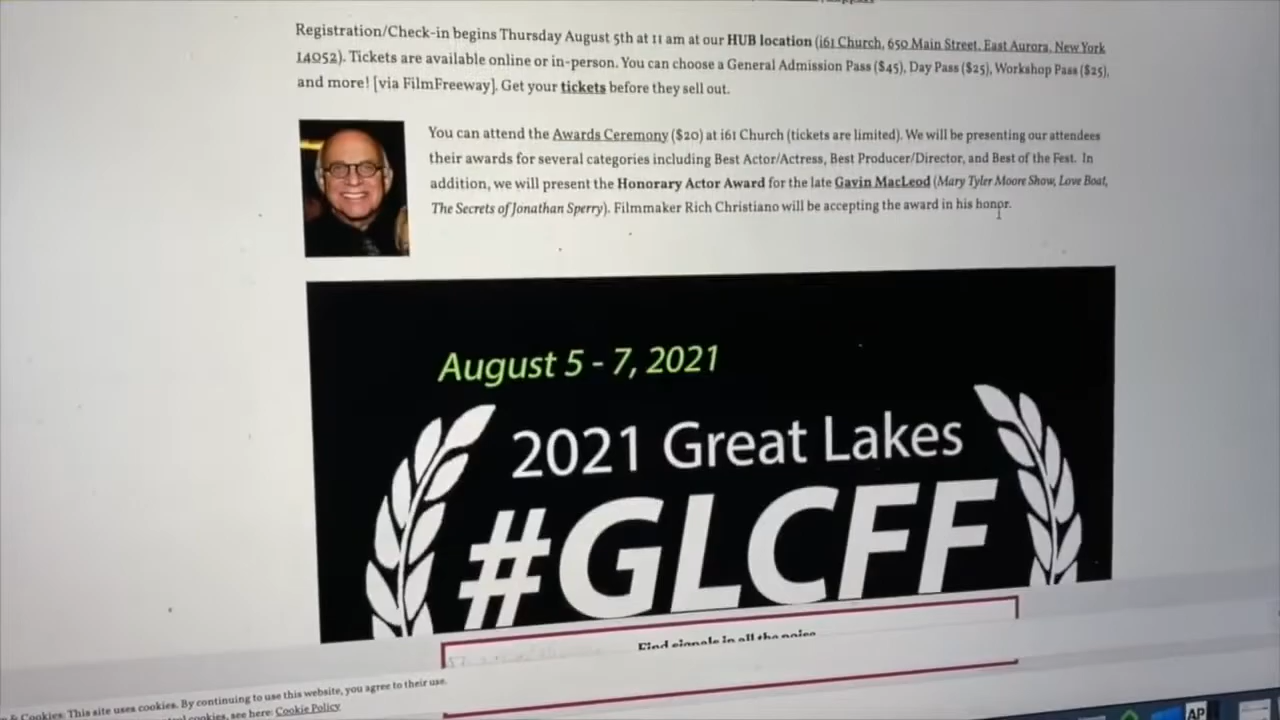 Registration/Check-in begins Thursday August 5th at 11 am at our HUB location (i61 Church, 650 Main Street, East Aurora, New York
14052). Tickets are available online or in-person. You can choose a General Admission Pass ($45), Day Pass ($25), Workshop Pass ($25),
and more! [via FilmFreeway]. Get your tickets before they sell out.
You can attend the Awards Ceremony ($20) at i61 Church (tickets are limited). We will be presenting our attendees
their awards for several categories including Best Actor/Actress, Best Producer/Director, and Best of the Fest. In
addition, we will present the Honorary Actor Award for the late Gavin MacLeod (Mary Tyler Moore Show, Love Boat,
The Secrets of Jonathan Sperry). Filmmaker Rich Christiano will be accepting the award in his honor.
August 5 - 7, 2021
2021 Great Lakes
#GLCFF
Find signals in all the noise
& Cookies: This site uses cookies. By continuing to use this website, you agree to their use.
cookies, see here: Cookie Policy
AP